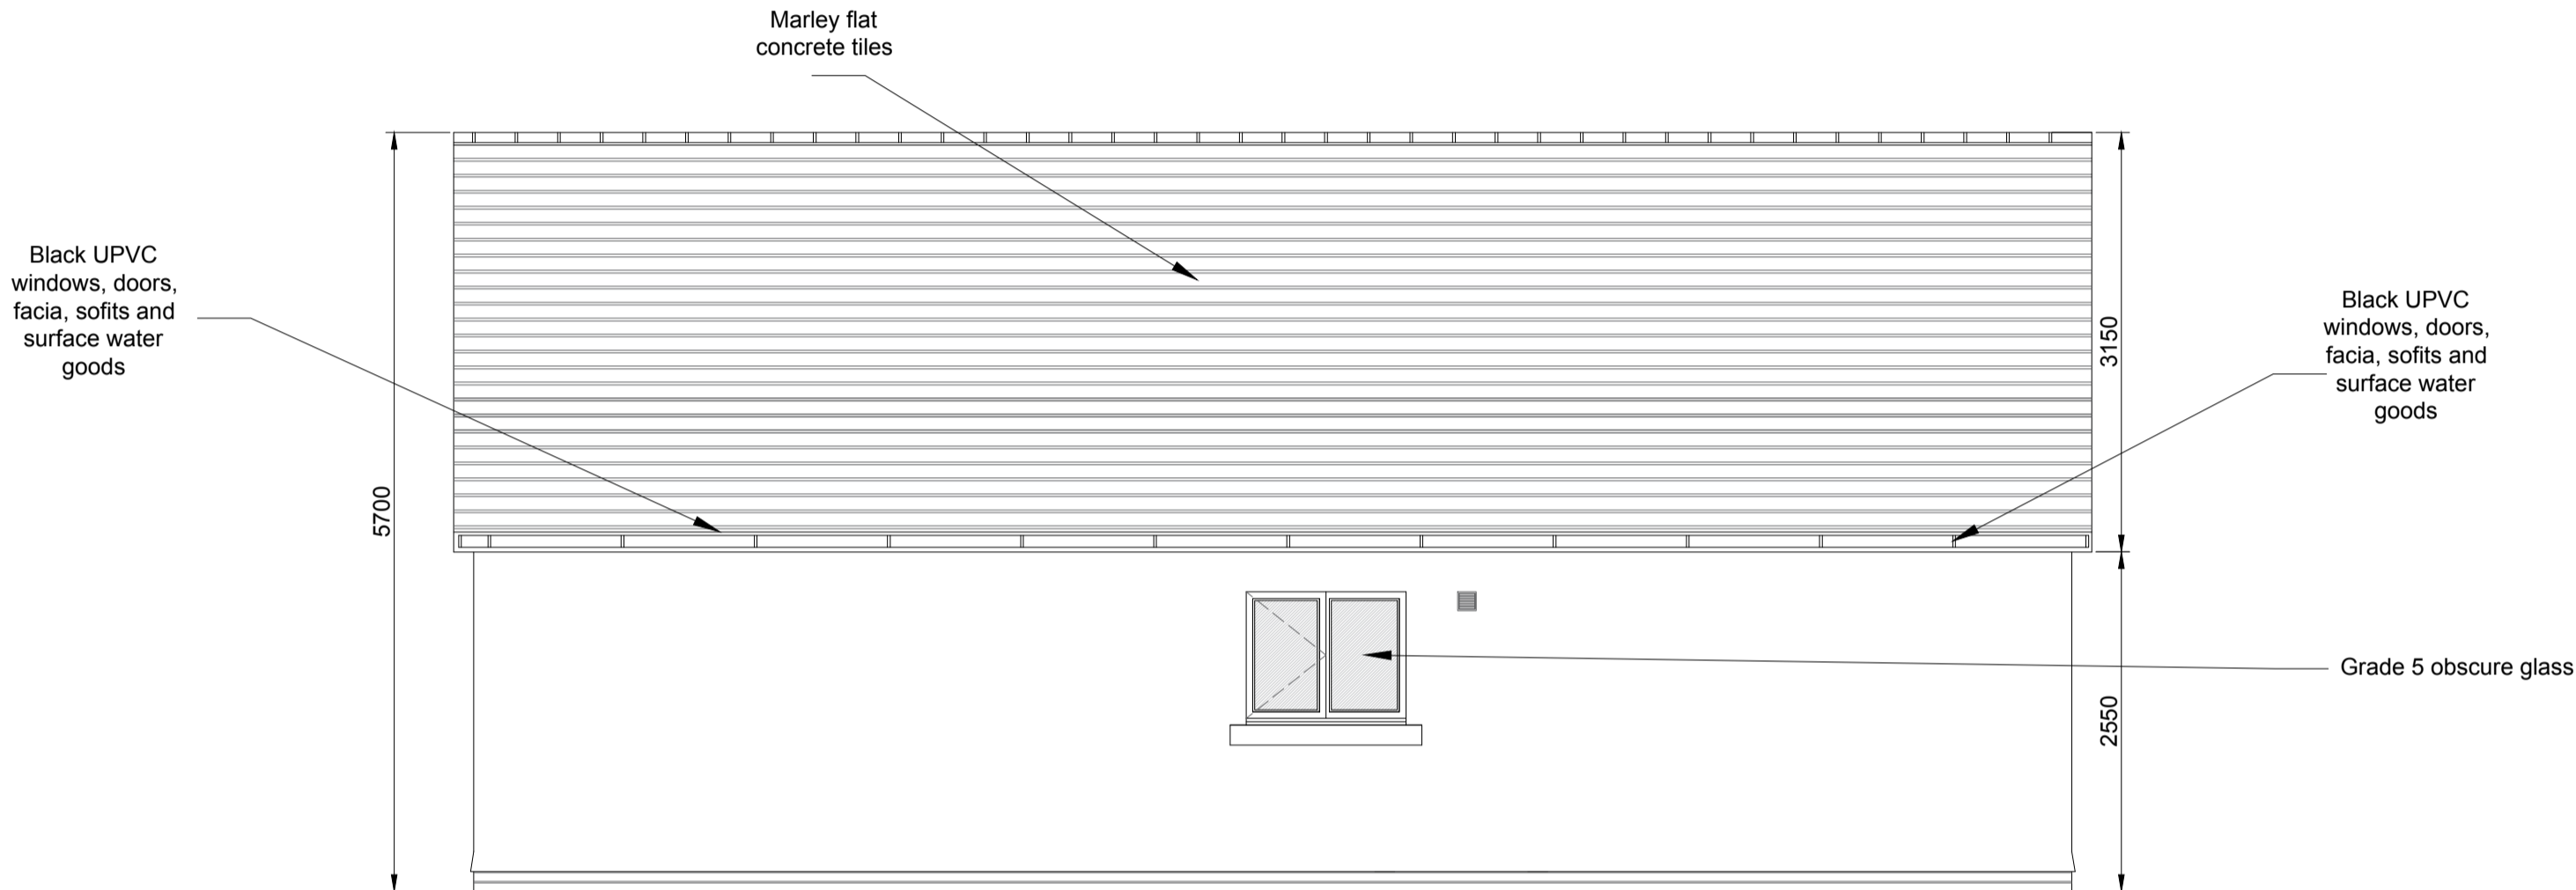 Marley flat
concrete tiles
Black UPVC
windows, doors,
facia, sofits and
surface water
goods
Black UPVC
windows, doors,
facia, sofits and
surface water
goods
3150
5700
Grade 5 obscure glass
2550